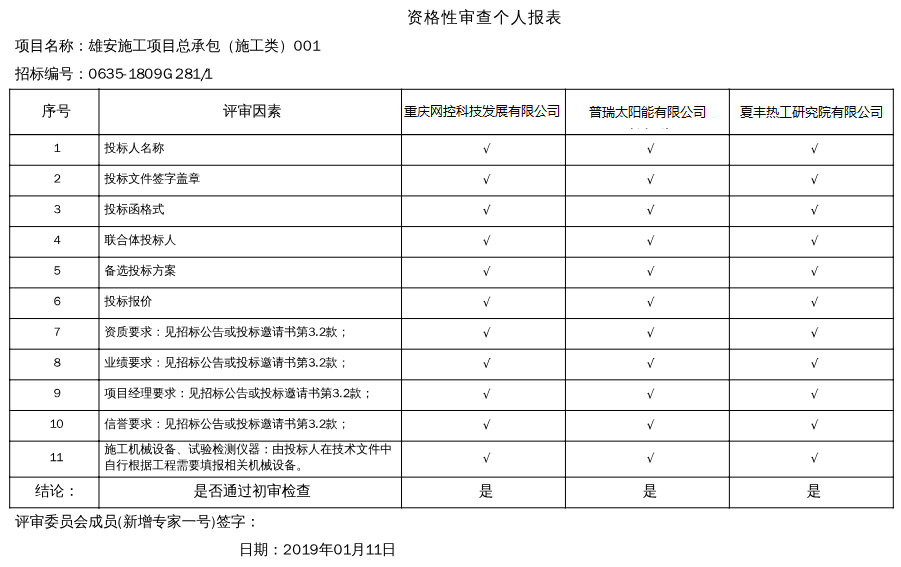 资格性审查个人报表
项目名称：雄安施工项目总承包（施工类）001
招标编号：0635-1809G281/1
序号 评审因素 重庆网控科技发展有限公司 普瑞太阳能有限公司 夏丰热工研究院有限公司
1 投标人名称 √ √ √
2 投标文件签字盖章 √ √ √
3 投标函格式 √ √ √
4 联合体投标人 √ √ √
5 备选投标方案 √ √ √
6 投标报价 √ √ √
7 资质要求：见招标公告或投标邀请书第3.2款； √ √ √
8 业绩要求：见招标公告或投标邀请书第3.2款； √ √ √
9 项目经理要求：见招标公告或投标邀请书第3.2款； √ √ √
10 信誉要求：见招标公告或投标邀请书第3.2款； √ √ √
11 施工机械设备、试验检测仪器：由投标人在技术文件中
自行根据工程需要填报相关机械设备。 √ √ √
结论： 是否通过初审检查 是 是 是
评审委员会成员(新增专家一号)签字：
日期：2019年01月11日